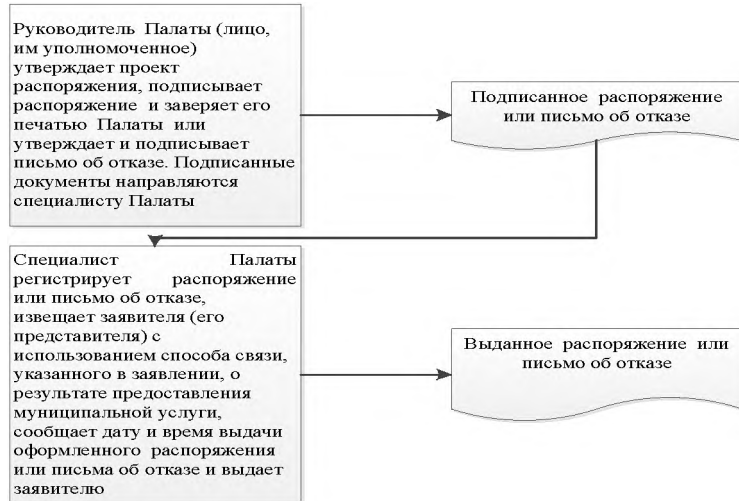 Руководитель Палаты (лицо,
им уполномоченное)
утверждает проект
распоряжения, подписывает
распоряжение и заверяет его
печатью Палаты или
утверждает и подписывает
письмо об отказе. Подписанные
документы направляются
специалисту Палаты
Подписанное распоряжение
или письмо об отказе
Специалист Палаты
регистрирует распоряжение
или письмо об отказе,
извещает заявителя (его
представителя) с
использованием способа связи,
указанного в заявлении, о
результате предоставления
муниципальной услуги,
сообщает дату и время выдачи
оформленного распоряжения
или письма об отказе и выдает
заявителю
Выданное распоряжение или
письмо об отказе